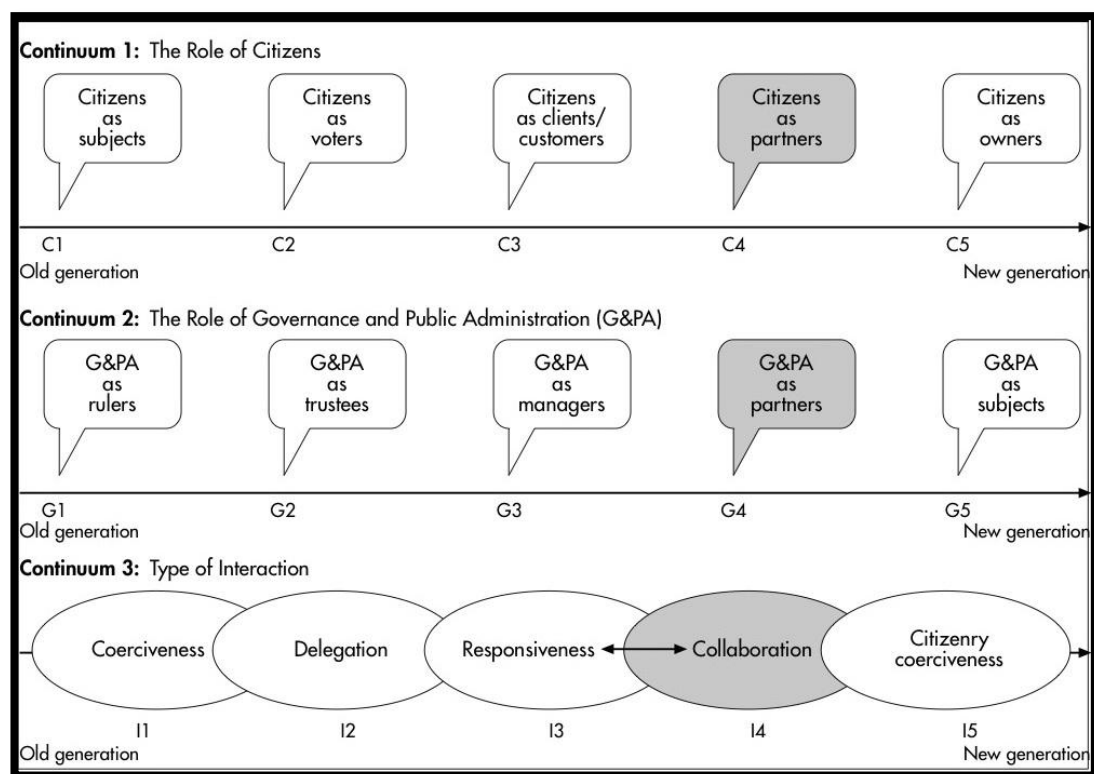 Continuum 1: The Role of Citizens
Citizens
as
subjects
Citizens
as
voters
Citizens
as clients/
customers
Citizens
as
partners
Citizens
as
owners
C1 C2 C3 C4 C5
Old generation New generation
Continuum 2: The Role of Governance and Public Administration (G&PA)
G&PA
as
rulers
G&PA
as
trustees
G&PA
as
managers
G&PA
as
partners
G&PA
as
subjects
G1 G2 G3 G4 G5
Old generation New generation
Continuum 3: Type of Interaction
Coerciveness
Delegation
Responsiveness
Collaboration
Citizenry
coerciveness
I1 I2 I3 I4 I5
Old generation New generation